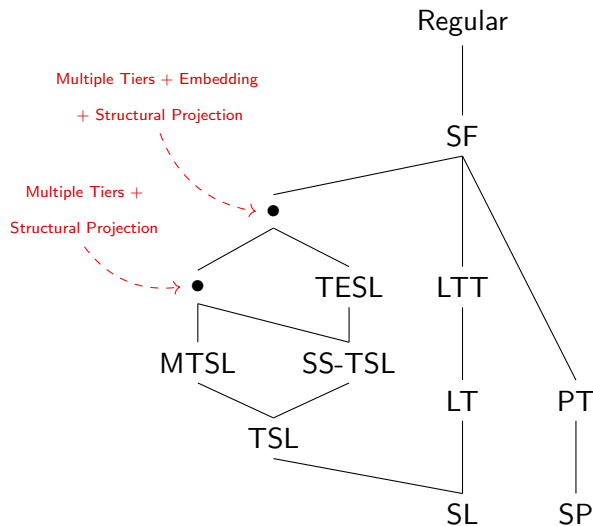 Regular
Multiple Tiers + Embedding
+ Structural Projection
SF
Multiple Tiers +
Structural Projection
TESL
LTT
MTSL
SS-TSL
LT
PT
TSL
SL
SP